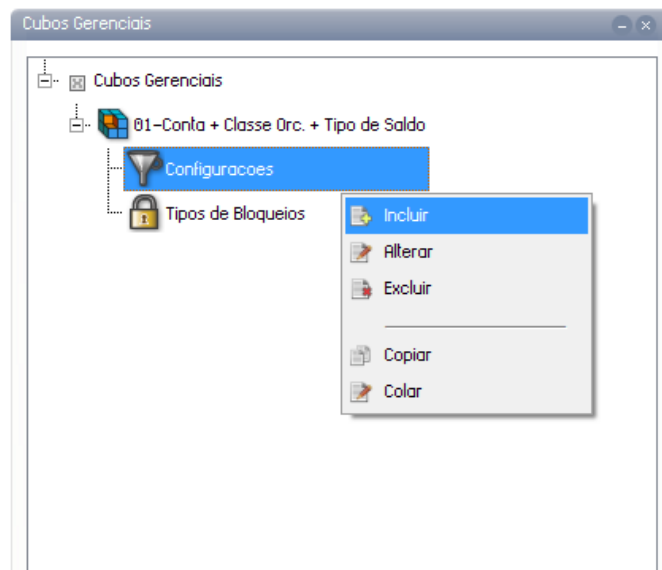 Cubos Gerenciais
Cubos Gerenciais
01-Conta + Classe Orc. + Tipo de Saldo
Configuracoes
Tipos de Bloqueios
Incluir
Alterar
Excluir
Copiar
Colar